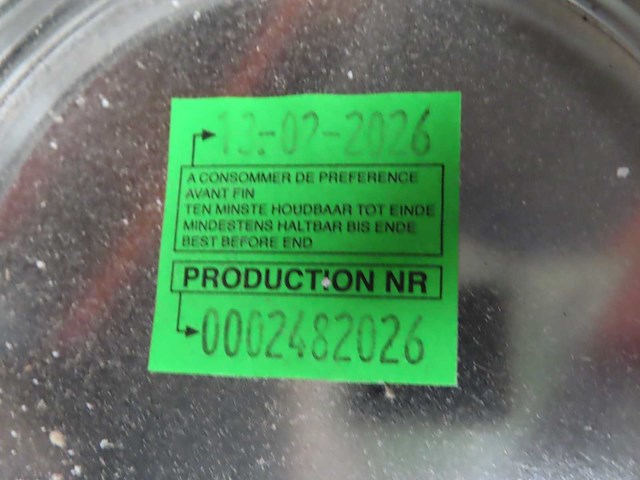 13-02-2026
A CONSOMMER DE PREFERENCE
AVANT FIN
TEN MINSTE HOUDBAAR TOT EINDE
MINDESTENS HALTBAR BIS ENDE
BEST BEFORE END
PRODUCTION NR
0002482026